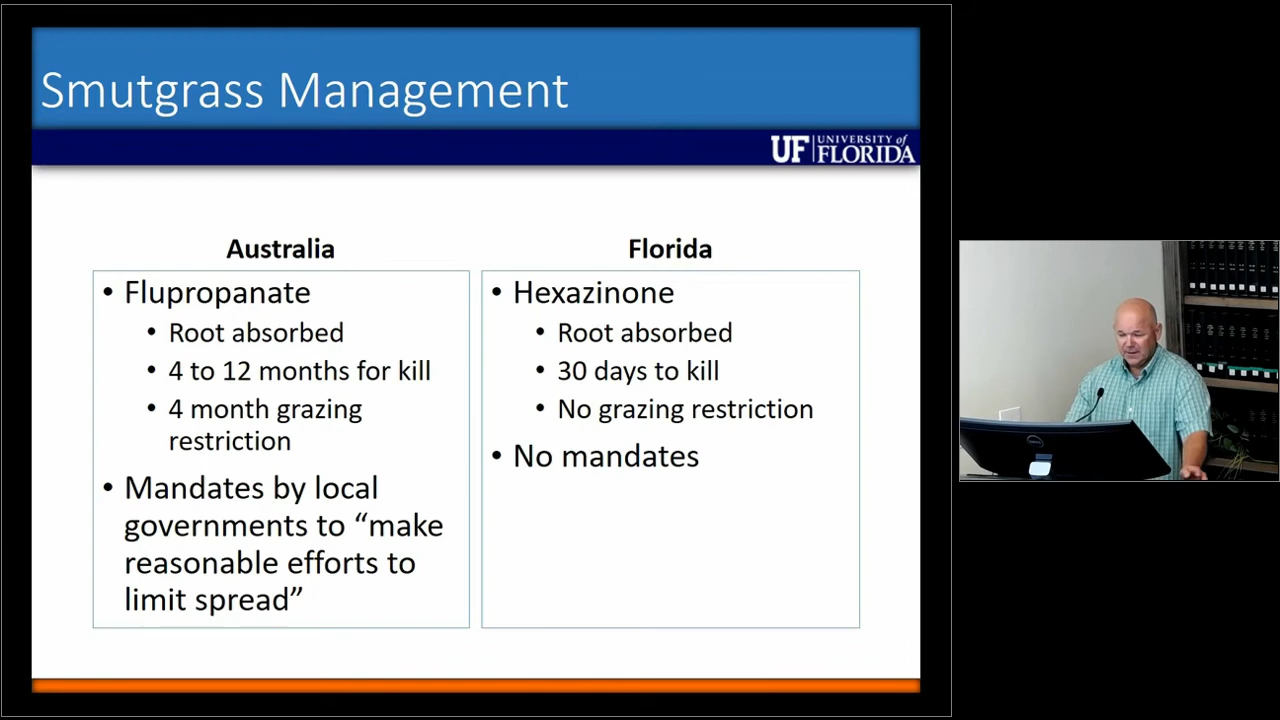 Smutgrass Management
UF UNIVERSITY of
FLORIDA
Australia
• Flupropanate
• Root absorbed
• 4 to 12 months for kill
• 4 month grazing
restriction
• Mandates by local
governments to “make
reasonable efforts to
limit spread”
Florida
• Hexazinone
• Root absorbed
• 30 days to kill
• No grazing restriction
• No mandates